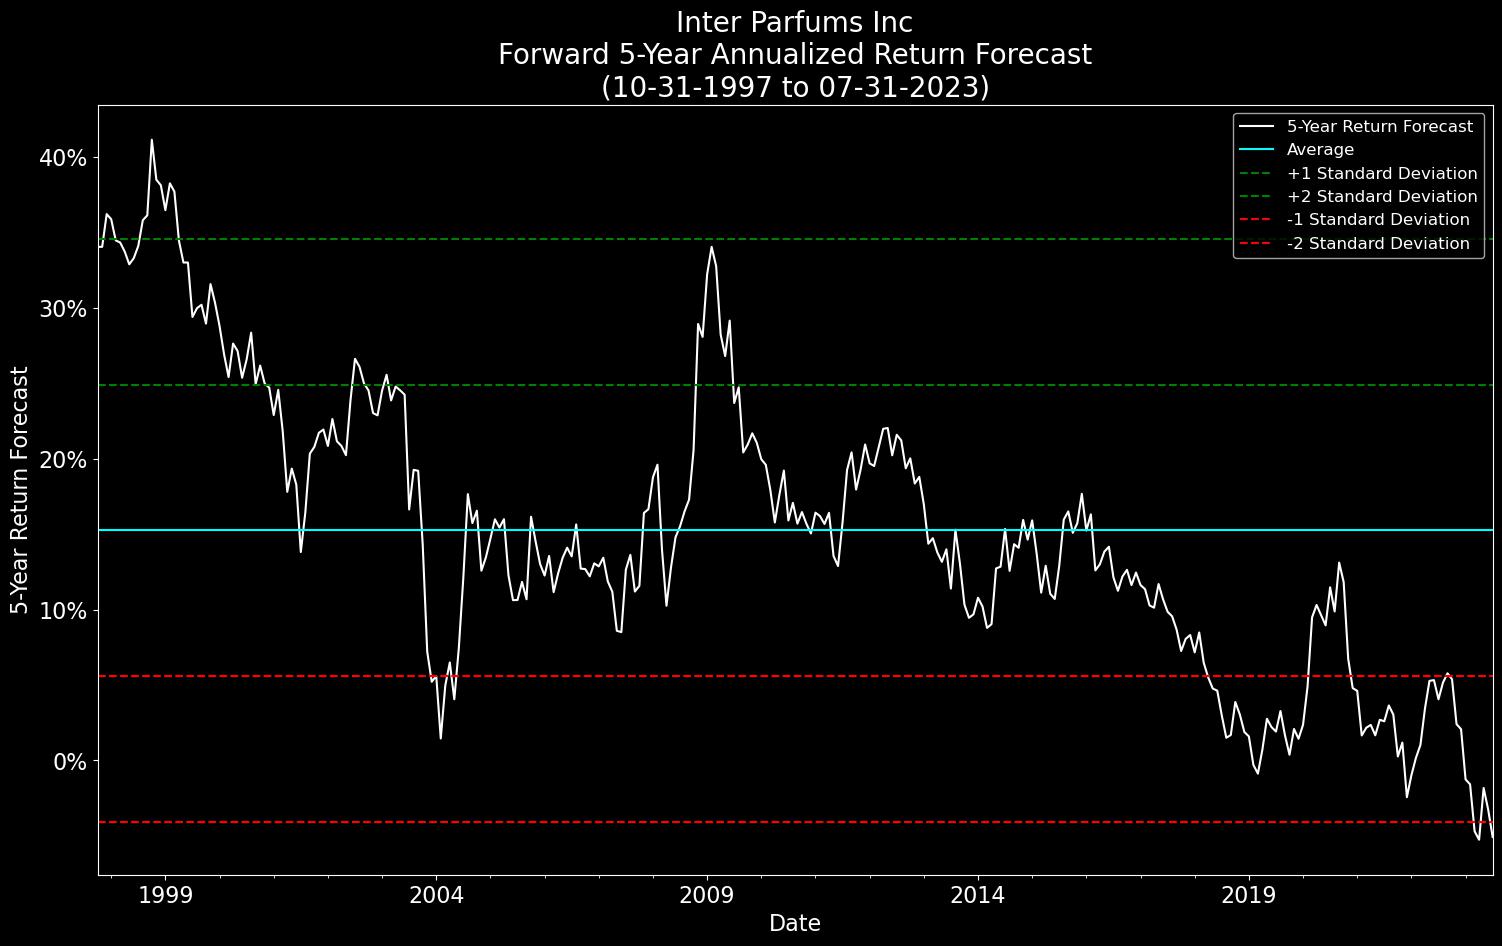 Inter Parfums Inc
Forward 5-Year Annualized Return Forecast
(10-31-1997 to 07-31-2023)
5-Year Return Forecast
Average
+1 Standard Deviation
+2 Standard Deviation
-1 Standard Deviation
-2 Standard Deviation
5-Year Return Forecast
40%
30%
20%
10%
0%
1999
2004
2009
2014
2019
Date